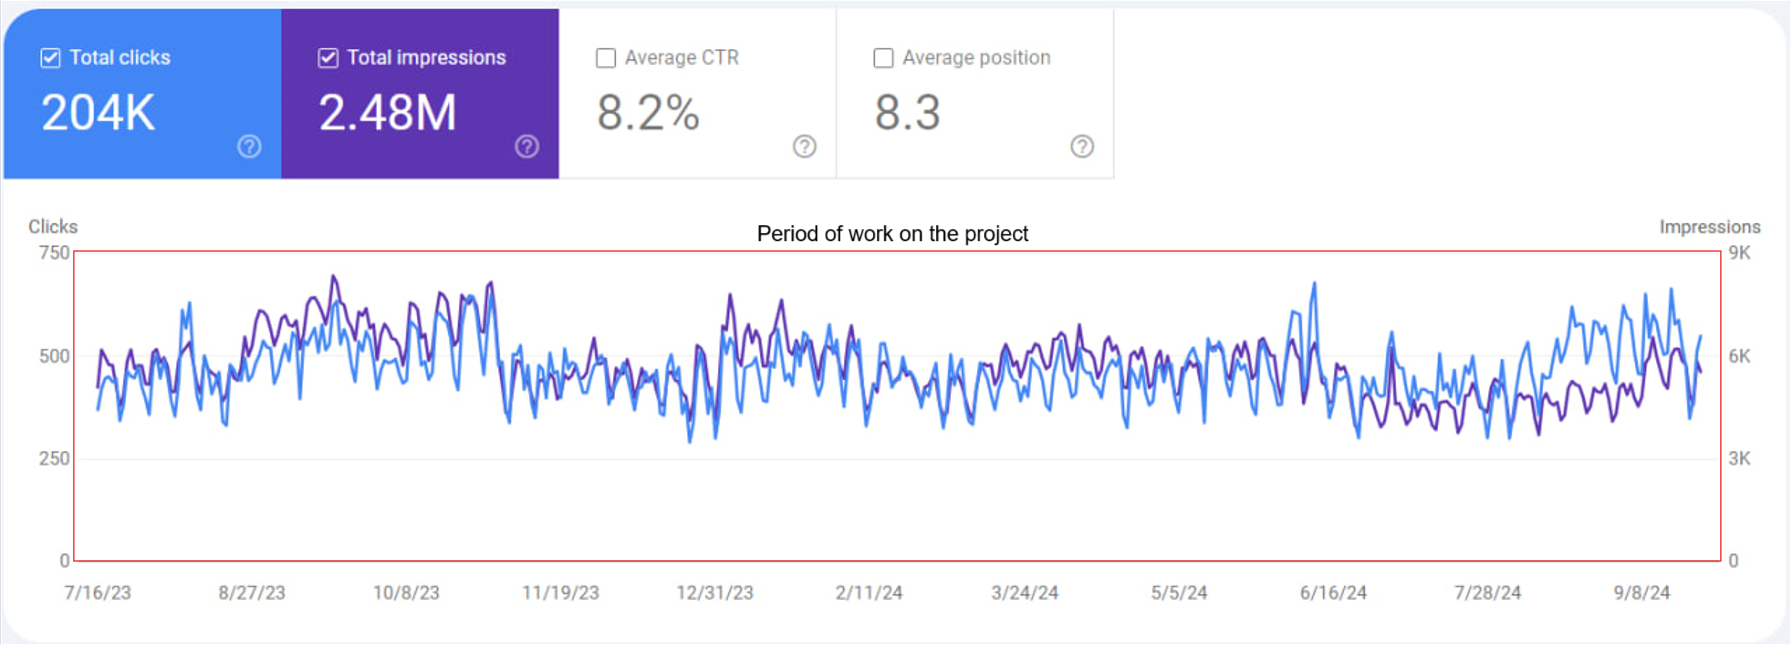 Total clicks
204K
Total impressions
2.48M
Average CTR
8.2%
Average position
8.3
Clicks
Period of work on the project
Impressions
750
9K
500
6K
250
3K
0
0
7/16/23 8/27/23 10/8/23 11/19/23 12/31/23 2/11/24 3/24/24 5/5/24 6/16/24 7/28/24 9/8/24